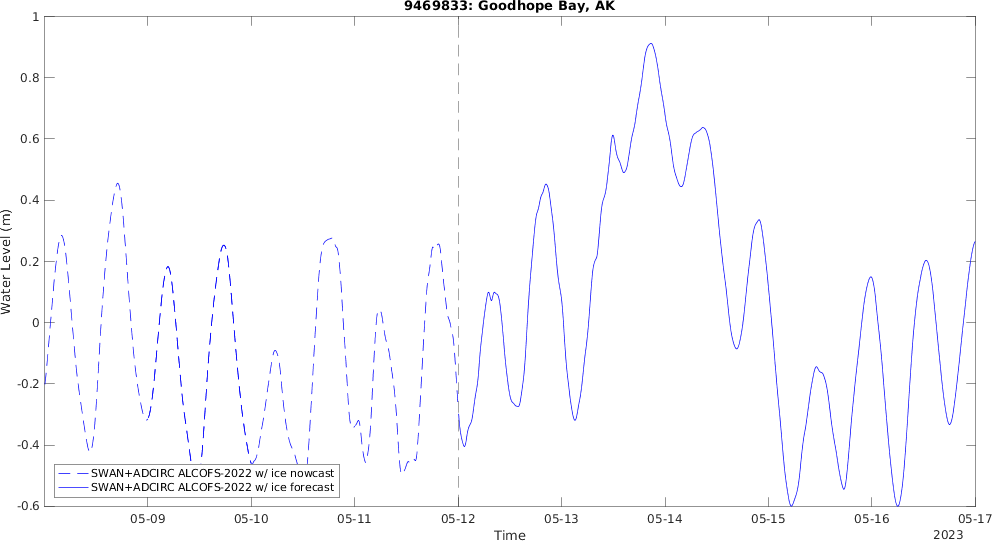 9469833: Goodhope Bay, AK
Water Level (m)
1
0.8
0.6
0.4
0.2
0
-0.2
-0.4
-0.6
SWAN+ADCIRC ALCOFS-2022 w/ ice nowcast
SWAN+ADCIRC ALCOFS-2022 w/ ice forecast
05-09 05-10 05-11 05-12 05-13 05-14 05-15 05-16 05-17
Time
2023